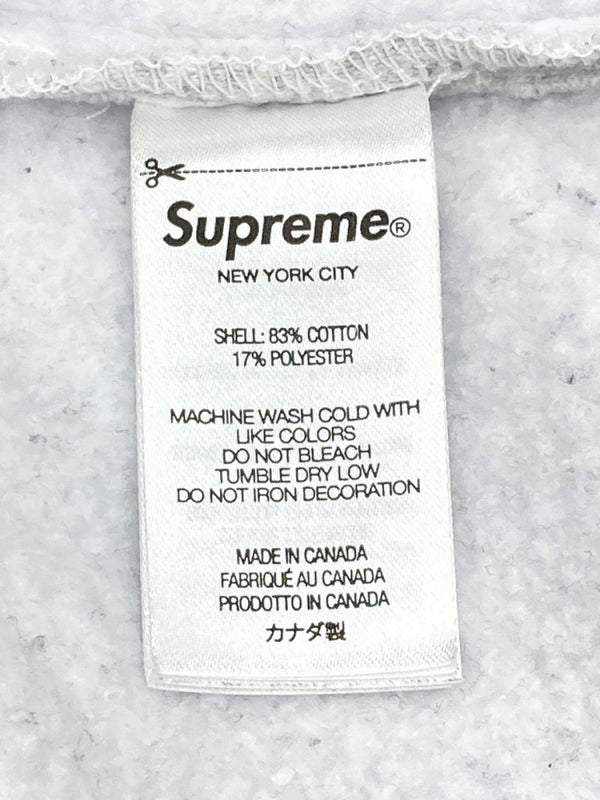 Supreme®
NEW YORK CITY
SHELL: 83% COTTON
17% POLYESTER
MACHINE WASH COLD WITH
LIKE COLORS
DO NOT BLEACH
TUMBLE DRY LOW
DO NOT IRON DECORATION
MADE IN CANADA
FABRIQUÉ AU CANADA
PRODOTTO IN CANADA
カナダ製